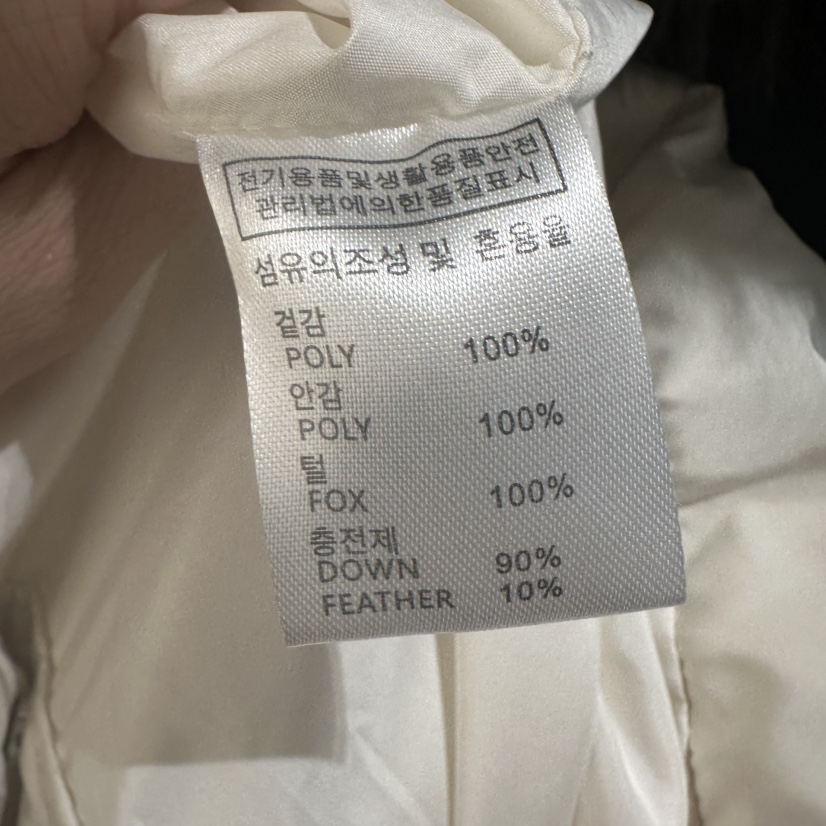 전기용품및생활용품안전
관리법에의한품질표시
섬유의조성 및 혼용율
겉감
POLY 100%
안감
POLY 100%
털
FOX 100%
충전제
DOWN 90%
FEATHER 10%